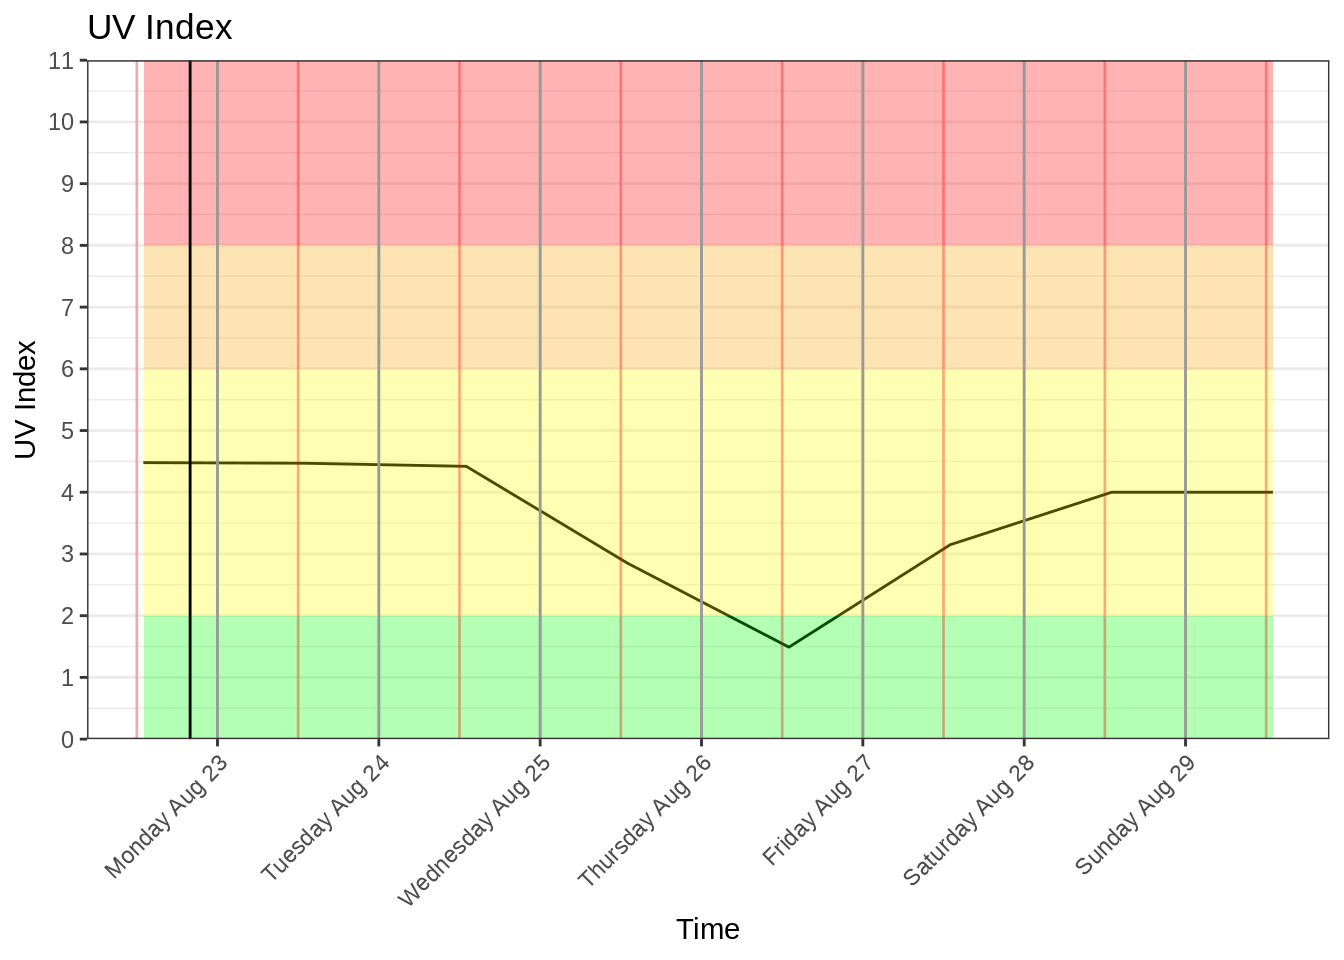 UV Index
11
10
9
8
7
6
5
4
3
2
1
0
UV Index
Monday Aug 23
Tuesday Aug 24
Wednesday Aug 25
Thursday Aug 26
Friday Aug 27
Saturday Aug 28
Sunday Aug 29
Time